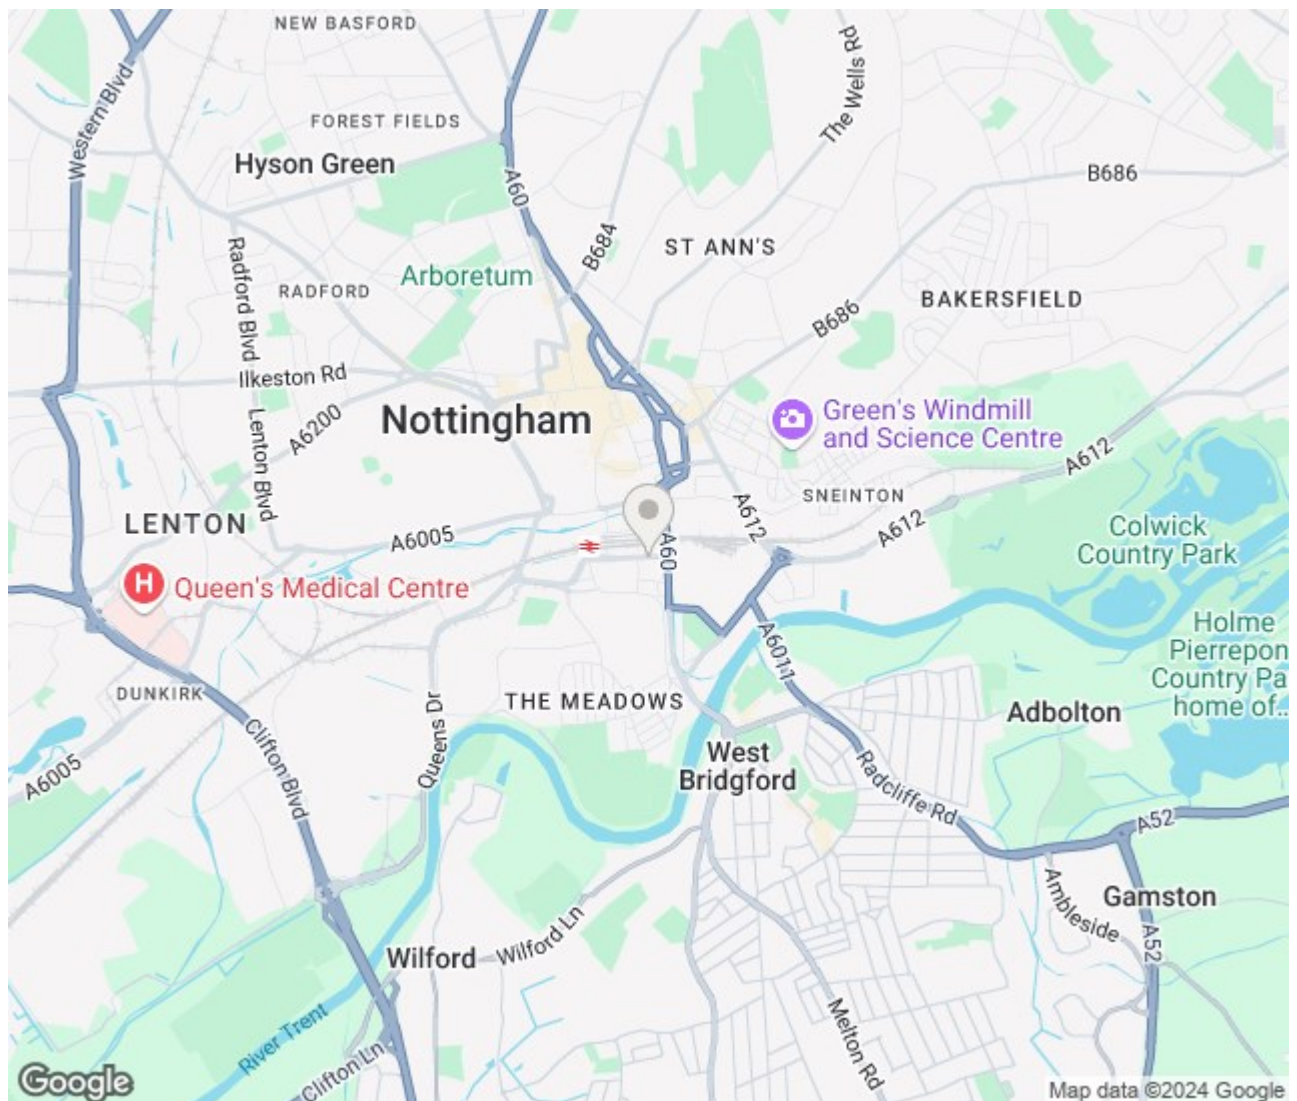 NEW BASFORD
Western Blvd
FOREST FIELDS
Hyson Green
A60
The Wells Rd
B686
B684
ST ANN'S
Arboretum
RADFORD
Radford Blvd
BAKERSFIELD
B686
Ilkeston Rd
A6200
Lenton Blvd
Nottingham
Green's Windmill
and Science Centre
A612
SNEINTON
LENTON
A6005
A60
A612
A612
Colwick
Country Park
H
Queen's Medical Centre
A6011
Holme
Pierrepon
Country Pa
home of...
DUNKIRK
THE MEADOWS
Adbolton
Queens Dr
West
Bridgford
A6005
Clifton Blvd
Radcliffe Rd
A52
Gamston
Ambleside
A52
Wilford
Wilford Ln
River Trent
Melton Rd
Clifton Ln
Google
Map data ©2024 Google